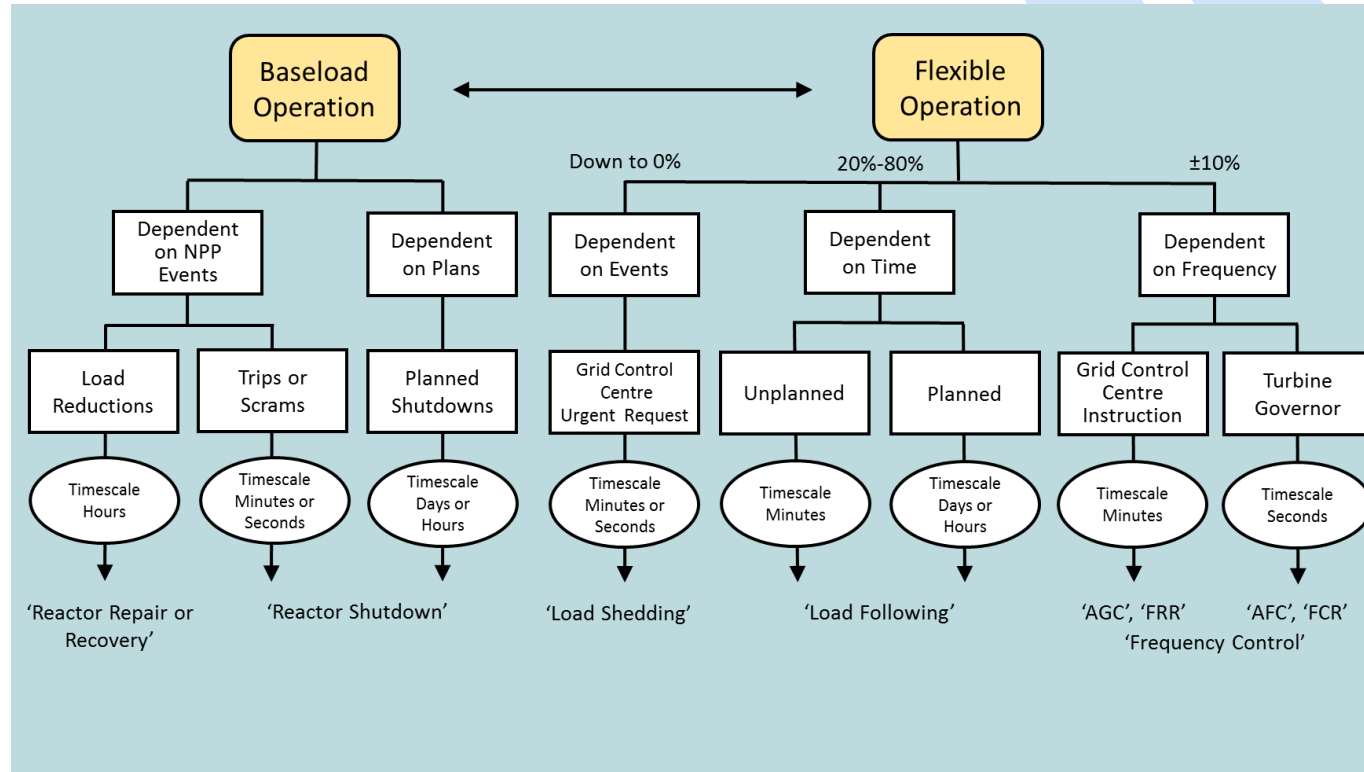 Baseload
Operation
Flexible
Operation
Down to 0%
20%-80%
±10%
Dependent
on NPP
Events
Dependent
on Plans
Dependent
on Events
Dependent
on Time
Dependent
on Frequency
Load
Reductions
Trips or
Scrams
Planned
Shutdowns
Grid Control
Centre
Urgent Request
Unplanned
Planned
Grid Control
Centre
Instruction
Turbine
Governor
Timescale
Hours
Timescale
Minutes or
Seconds
Timescale
Days or
Hours
Timescale
Minutes or
Seconds
Timescale
Minutes
Timescale
Days or
Hours
Timescale
Minutes
Timescale
Seconds
‘Reactor Repair or
Recovery’
‘Reactor Shutdown’
‘Load Shedding’
‘Load Following’
‘AGC’, ‘FRR’
‘AFC’, ‘FCR’
‘Frequency Control’